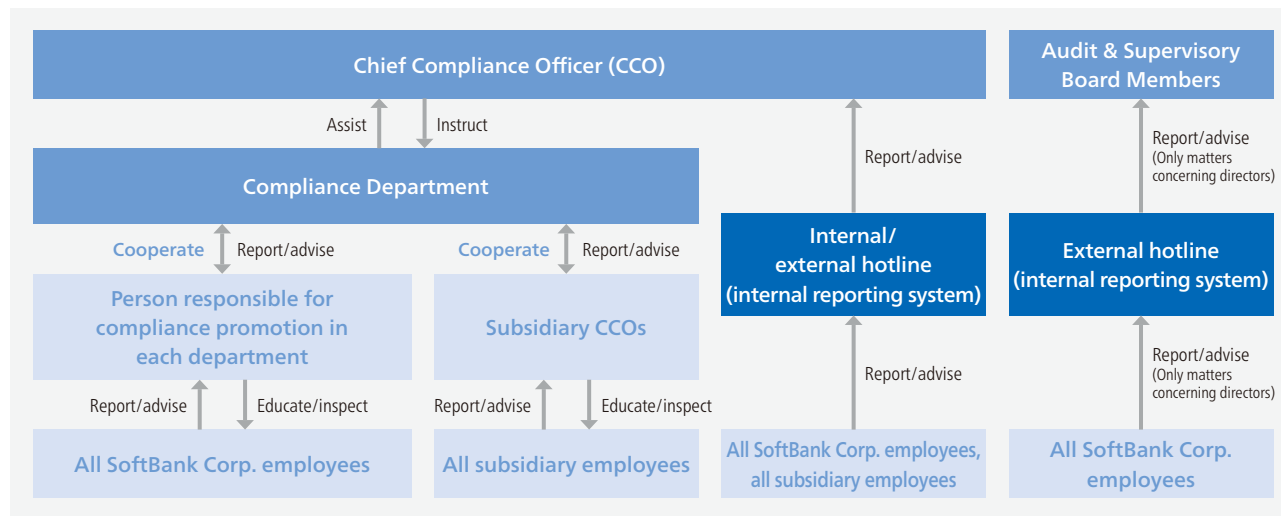 Chief Compliance Officer (CCO)
Audit & Supervisory
Board Members
Assist
Instruct
Report/advise
Report/advise
(Only matters
concerning directors)
Compliance Department
Cooperate
Report/advise
Cooperate
Report/advise
Internal/
external hotline
(internal reporting system)
External hotline
(internal reporting system)
Person responsible for
compliance promotion in
each department
Subsidiary CCOs
Report/advise
Educate/inspect
Report/advise
Educate/inspect
Report/advise
Report/advise
(Only matters
concerning directors)
All SoftBank Corp. employees
All subsidiary employees
All SoftBank Corp. employees,
all subsidiary employees
All SoftBank Corp.
employees